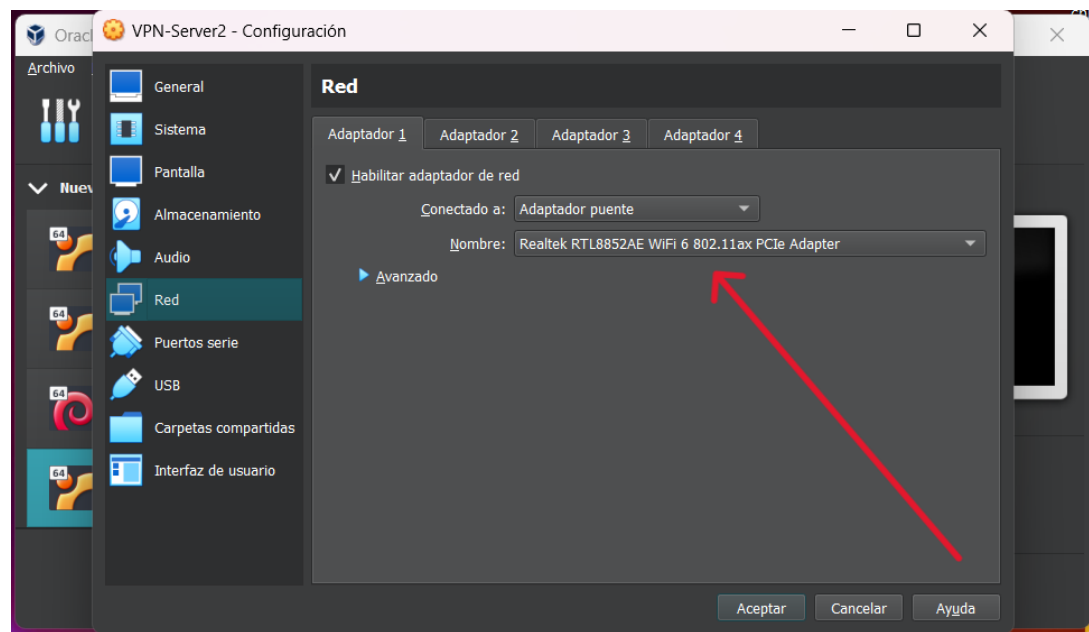 Orac
VPN-Server2 - Configuración
Archivo
Nuev
64
64
64
64
General
Sistema
Pantalla
Almacenamiento
Audio
Red
Puertos serie
USB
Carpetas compartidas
Interfaz de usuario
Red
Adaptador 1 Adaptador 2 Adaptador 3 Adaptador 4
Habilitar adaptador de red
Conectado a: Adaptador puente
Nombre: Realtek RTL8852AE WiFi 6 802.11ax PCIe Adapter
Avanzado
Aceptar Cancelar Ayuda